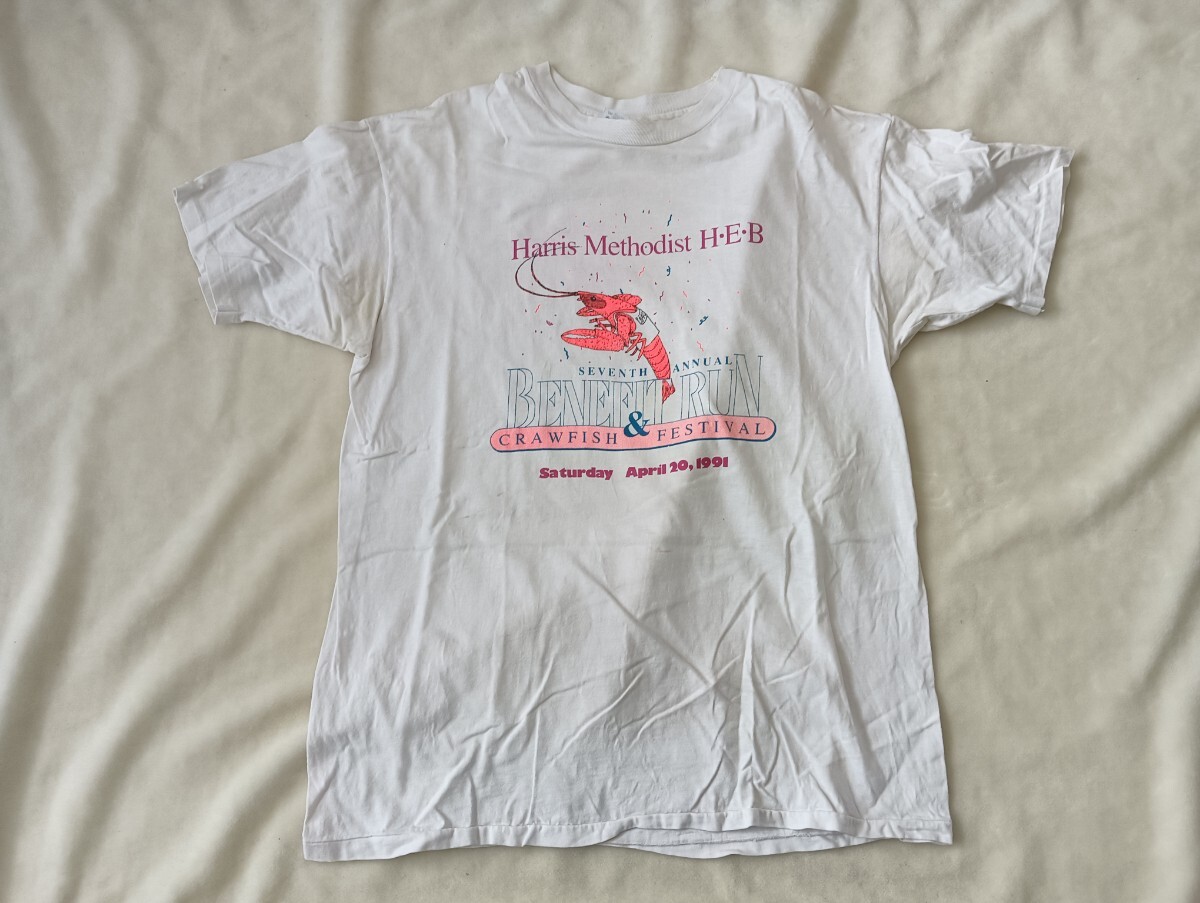 Harris Methodist H•E•B
SEVENTH ANNUAL
BENEFIT RUN
&
CRAWFISH FESTIVAL
Saturday April 20, 1991